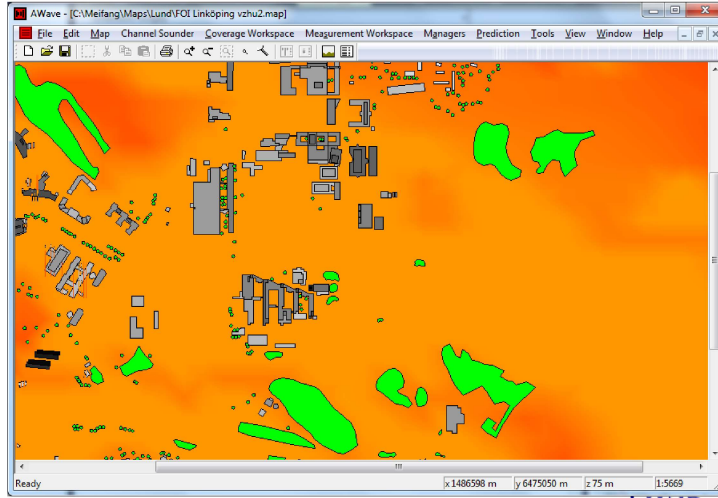 AWave - [C:\Meifang\Maps\Lund\FOI Linköping vzhu2.map]
File Edit Map Channel Sounder Coverage Workspace Measurement Workspace Managers Prediction Tools View Window Help
Ready x 1486598 m y 6475050 m z 75 m 1:5669